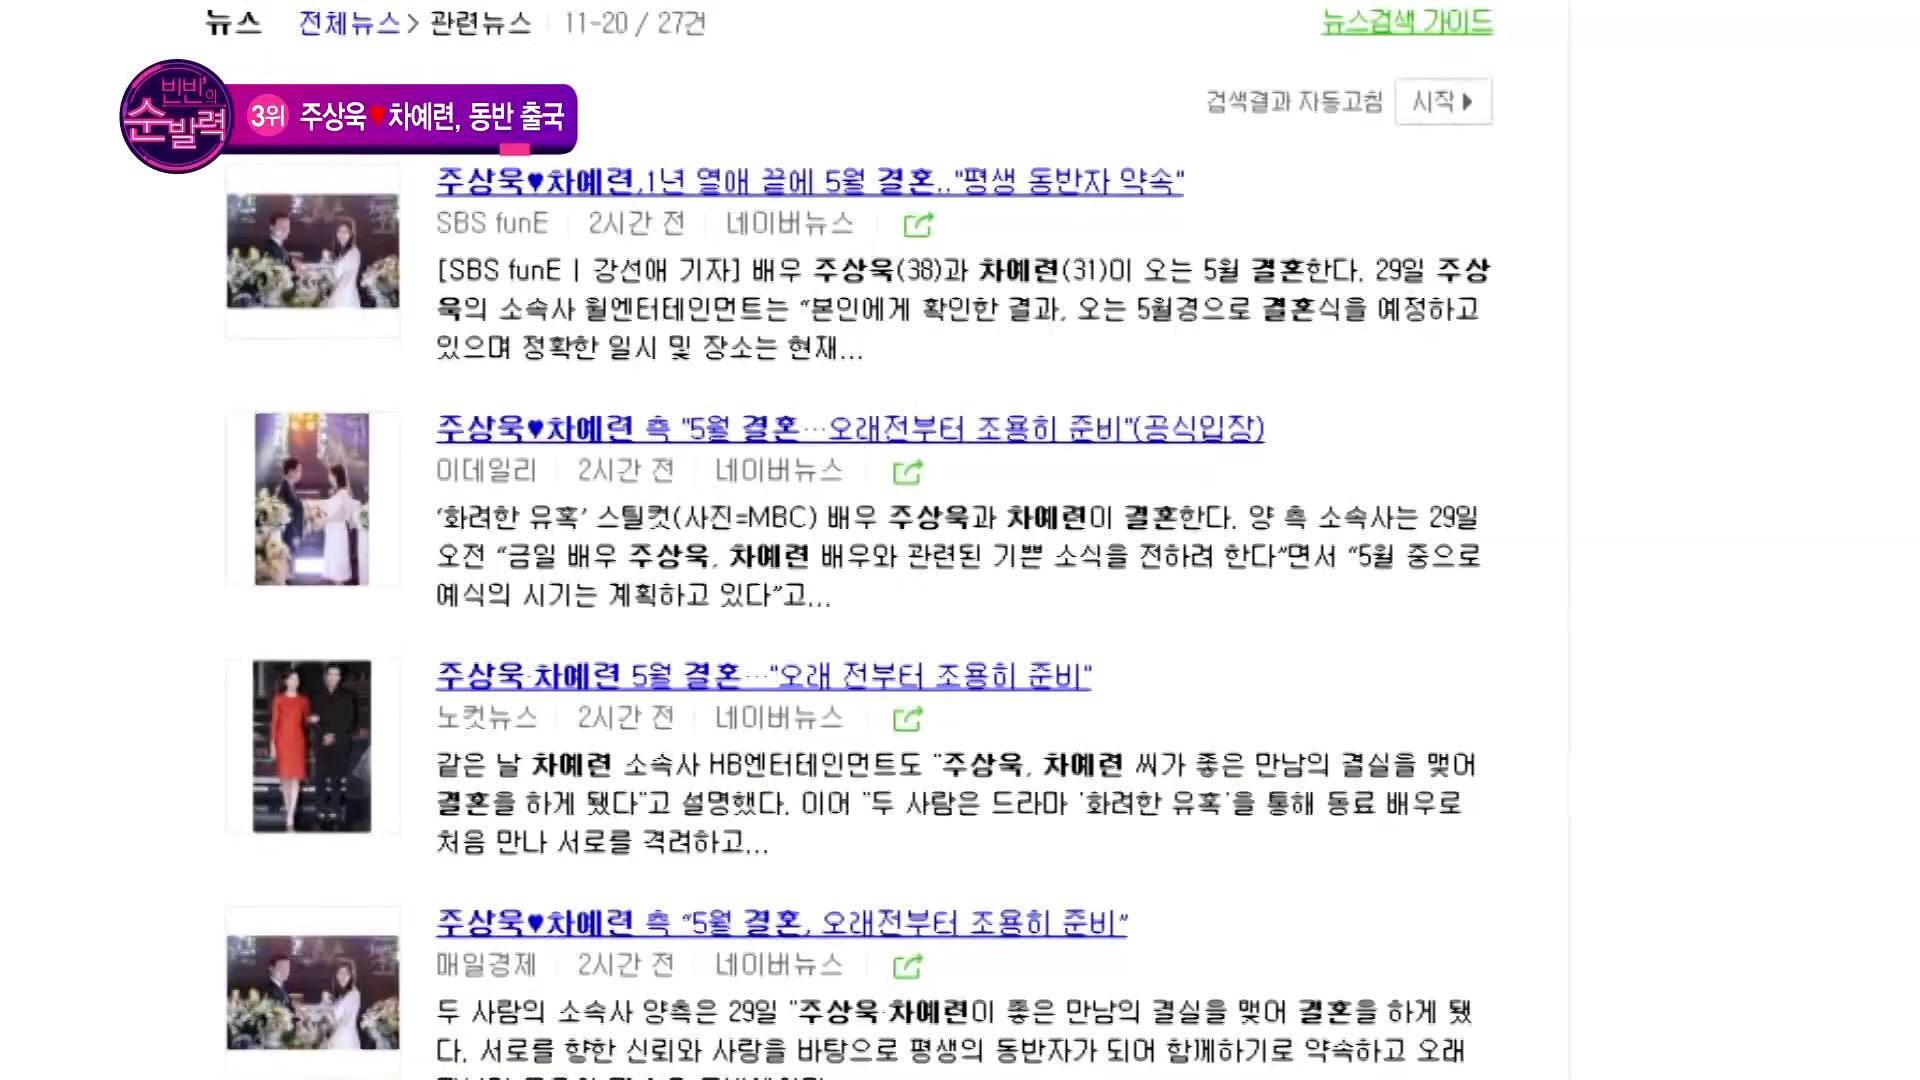 뉴스 전체뉴스 > 관련뉴스 11-20 / 27건
뉴스검색 가이드
빈빈's의 순발력
3위 주상욱♥차예련, 동반 출국
검색결과 자동고침 시작
주상욱♥차예련,1년 열애 끝에 5월 결혼.."평생 동반자 약속"
SBS funE 2시간 전 네이버뉴스
[SBS funE | 강선애 기자] 배우 주상욱(38)과 차예련(31)이 오는 5월 결혼한다. 29일 주상
욱의 소속사 윌엔터테인먼트는 “본인에게 확인한 결과, 오는 5월경으로 결혼식을 예정하고
있으며 정확한 일시 및 장소는 현재...
주상욱♥차예련 측 "5월 결혼…오래전부터 조용히 준비"(공식입장)
이데일리 2시간 전 네이버뉴스
‘화려한 유혹’ 스틸컷(사진=MBC) 배우 주상욱과 차예련이 결혼한다. 양 측 소속사는 29일
오전 “금일 배우 주상욱, 차예련 배우와 관련된 기쁜 소식을 전하려 한다”면서 “5월 중으로
예식의 시기는 계획하고 있다”고...
주상욱·차예련 5월 결혼…"오래 전부터 조용히 준비"
노컷뉴스 2시간 전 네이버뉴스
같은 날 차예련 소속사 HB엔터테인먼트도 "주상욱, 차예련 씨가 좋은 만남의 결실을 맺어
결혼을 하게 됐다"고 설명했다. 이어 "두 사람은 드라마 '화려한 유혹'을 통해 동료 배우로
처음 만나 서로를 격려하고...
주상욱♥차예련 측 “5월 결혼, 오래전부터 조용히 준비”
매일경제 2시간 전 네이버뉴스
두 사람의 소속사 양측은 29일 "주상욱·차예련이 좋은 만남의 결실을 맺어 결혼을 하게 됐
다. 서로를 향한 신뢰와 사랑을 바탕으로 평생의 동반자가 되어 함께하기로 약속하고 오래